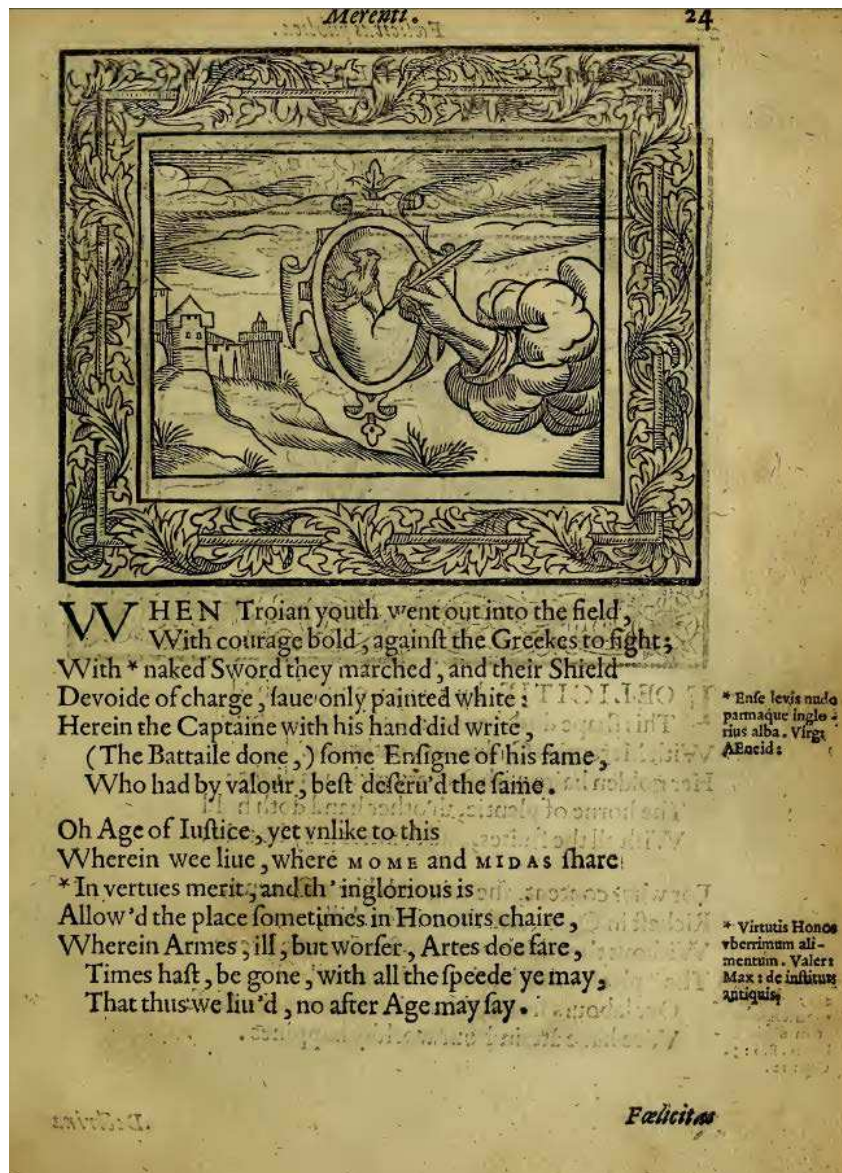 Merenti.
24
WHEN Troian youth went out into the field,
With courage bold, againſt the Greekes to fight;
With * naked Sword they marched, and their Shield
Devoide of charge, ſaue only painted white:
Herein the Captaine with his hand did write,
(The Battaile done,) ſome Enſigne of his fame,
Who had by valour, beſt deſeru'd the ſame.
Oh Age of Iuſtice, yet vnlike to this
Wherein wee liue, where MOME and MIDAS ſhare
* In vertues merit, and th' inglorious is
Allow'd the place ſometimes in Honours chaire,
Wherein Armes, ill, but worſer, Artes doe fare,
Times haſt, be gone, with all the ſpeede ye may,
That thus we liu'd, no after Age may ſay.
* Enſe levis nudo
parmaque inglo-
rius alba. Virg:
AEneid:
* Virtutis Honos
vberrimum ali-
mentum. Valer:
Max: de inſtitut:
antiquis;
Fœlicitas